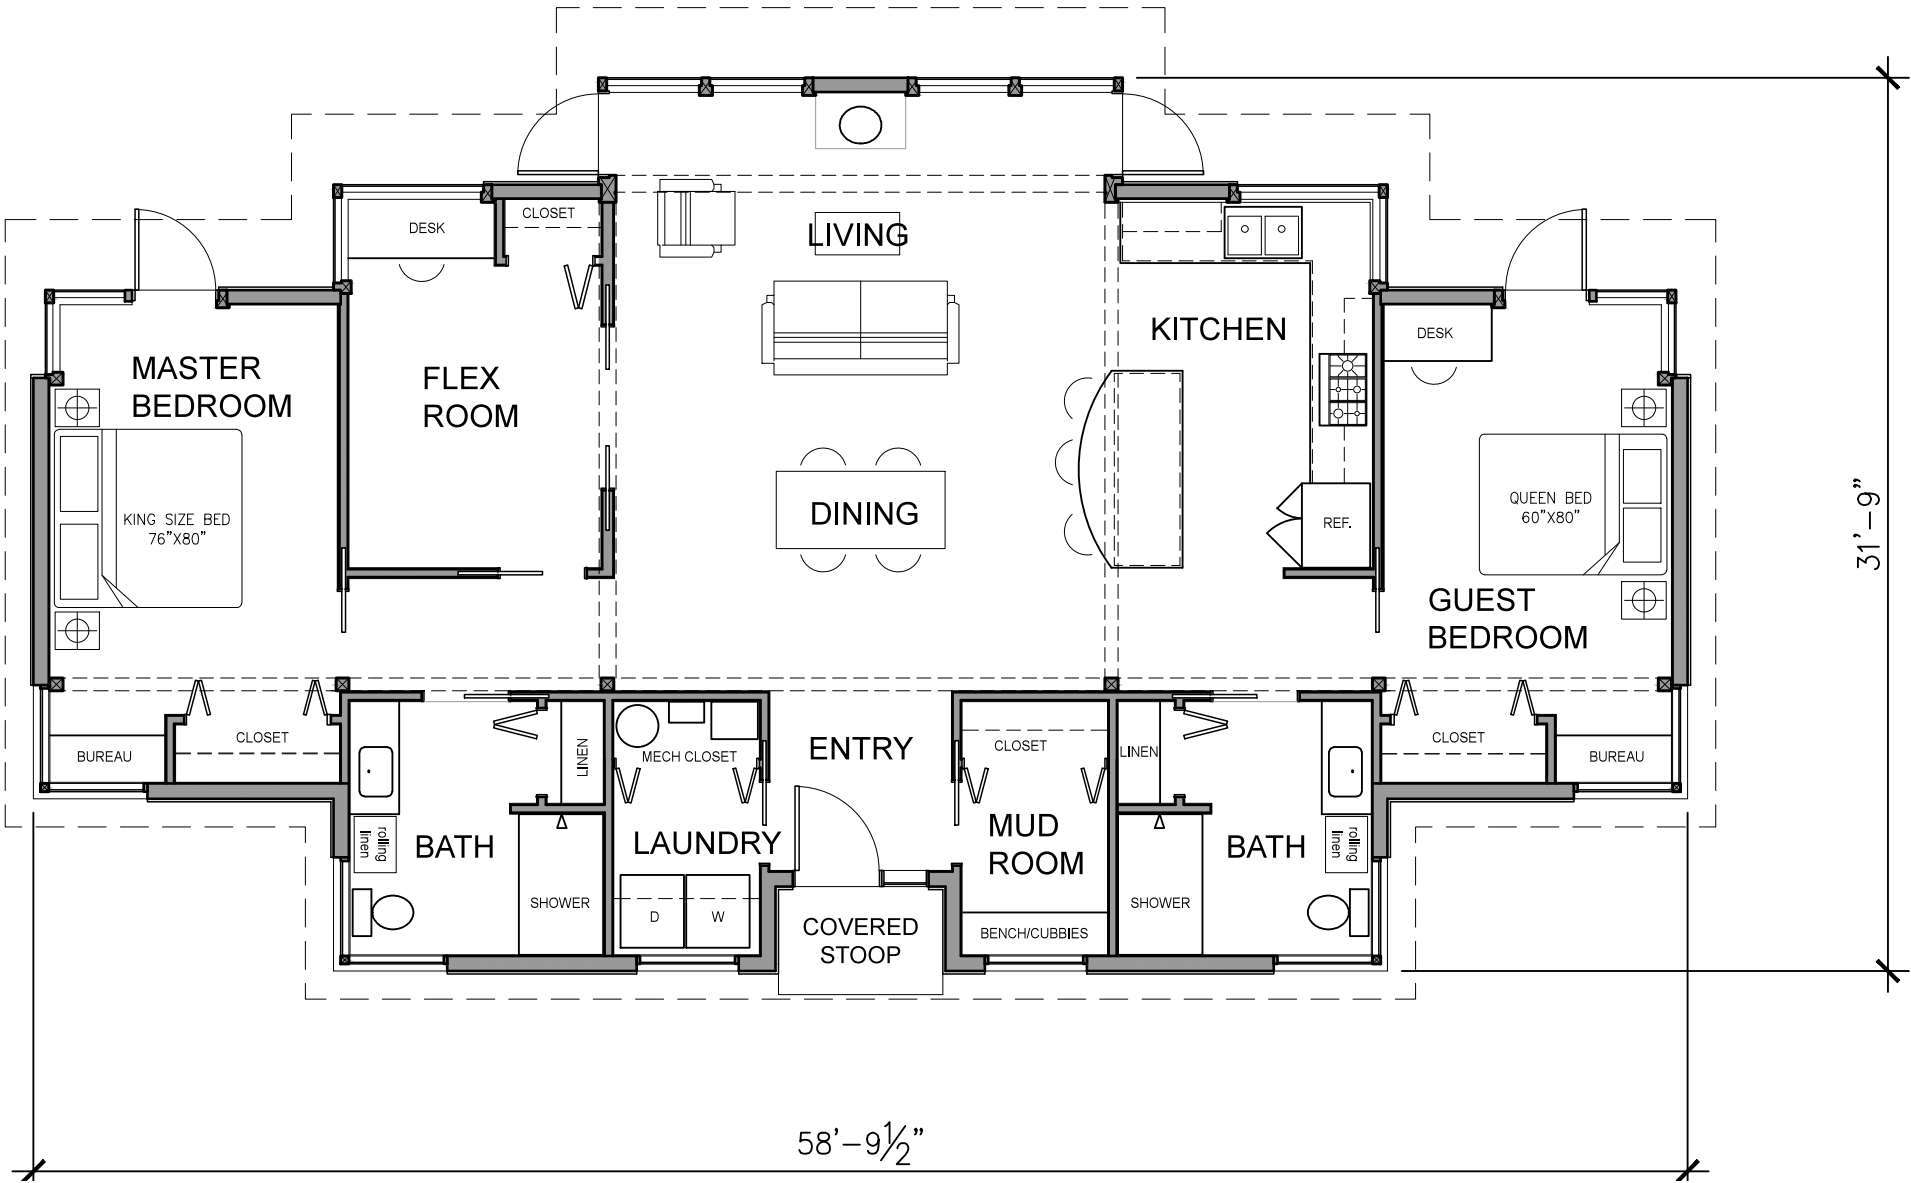 CLOSET
DESK
LIVING
KITCHEN
DESK
MASTER
BEDROOM
FLEX
ROOM
KING SIZE BED
76"X80"
DINING
REF.
QUEEN BED
60"X80"
31'-9"
GUEST
BEDROOM
BUREAU
CLOSET
LINEN
MECH CLOSET
ENTRY
CLOSET
LINEN
CLOSET
BUREAU
rolling
linen
BATH
LAUNDRY
MUD
ROOM
BATH
rolling
linen
SHOWER
D
W
COVERED
STOOP
BENCH/CUBBIES
SHOWER
58'-9½"